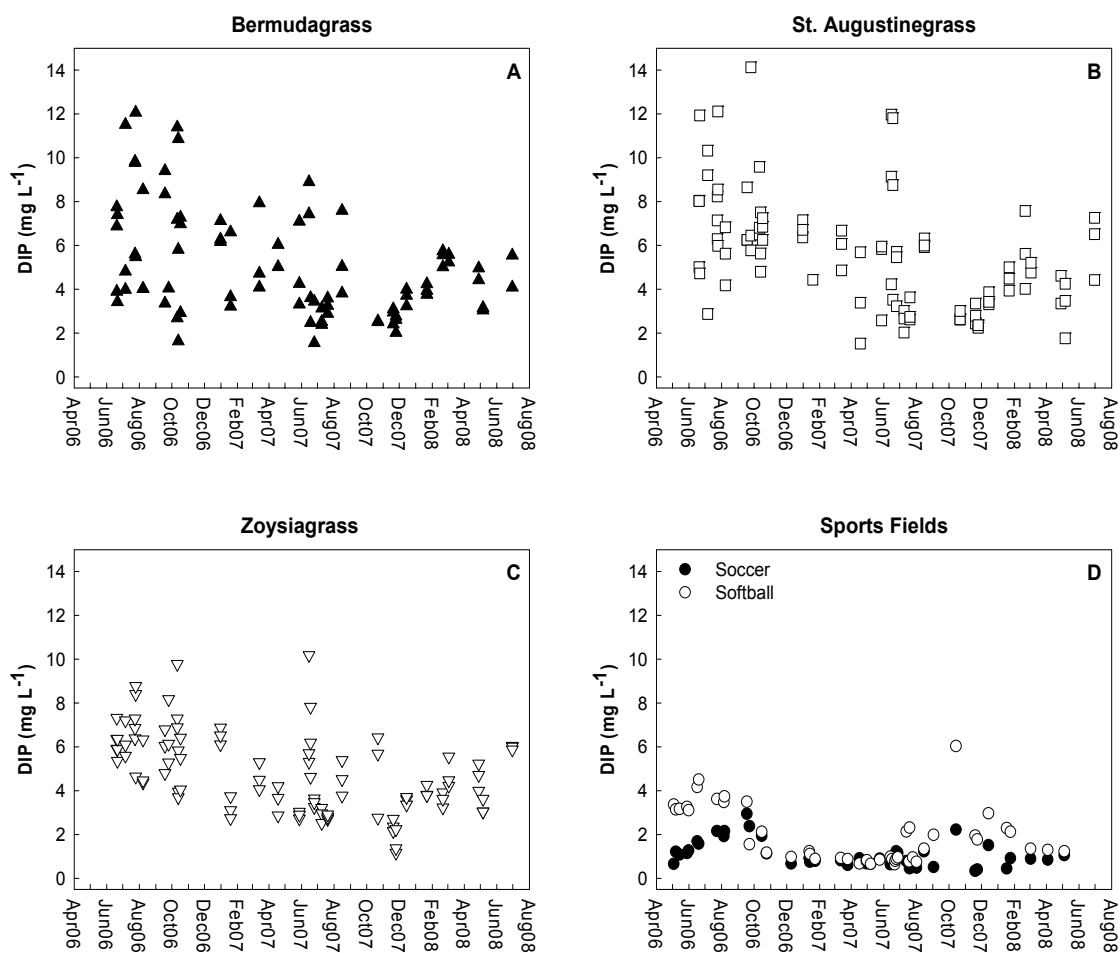 Bermudagrass
A
DIP (mg L-1)
14
12
10
8
6
4
2
0
Apr06
Jun06
Aug06
Oct06
Dec06
Feb07
Apr07
Jun07
Aug07
Oct07
Dec07
Feb08
Apr08
Jun08
Aug08
St. Augustinegrass
B
DIP (mg L-1)
14
12
10
8
6
4
2
0
Apr06
Jun06
Aug06
Oct06
Dec06
Feb07
Apr07
Jun07
Aug07
Oct07
Dec07
Feb08
Apr08
Jun08
Aug08
Zoysiagrass
C
DIP (mg L-1)
14
12
10
8
6
4
2
0
Apr06
Jun06
Aug06
Oct06
Dec06
Feb07
Apr07
Jun07
Aug07
Oct07
Dec07
Feb08
Apr08
Jun08
Aug08
Sports Fields
D
Soccer
Softball
DIP (mg L-1)
14
12
10
8
6
4
2
0
Apr06
Jun06
Aug06
Oct06
Dec06
Feb07
Apr07
Jun07
Aug07
Oct07
Dec07
Feb08
Apr08
Jun08
Aug08